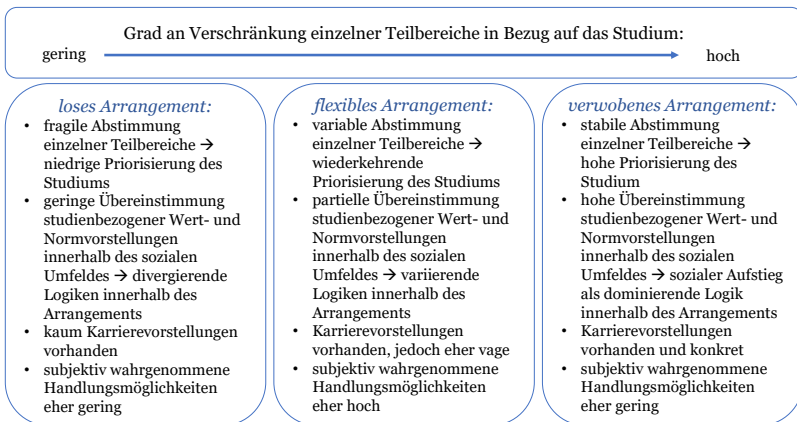 Grad an Verschränkung einzelner Teilbereiche in Bezug auf das Studium:
gering
hoch
loses Arrangement:
• fragile Abstimmung
einzelner Teilbereiche →
niedrige Priorisierung des
Studiums
• geringe Übereinstimmung
studienbezogener Wert- und
Normvorstellungen
innerhalb des sozialen
Umfeldes → divergierende
Logiken innerhalb des
Arrangements
• kaum Karrierevorstellungen
vorhanden
• subjektiv wahrgenommene
Handlungsmöglichkeiten
eher gering
flexibles Arrangement:
• variable Abstimmung
einzelner Teilbereiche →
wiederkehrende
Priorisierung des Studiums
• partielle Übereinstimmung
studienbezogener Wert- und
Normvorstellungen
innerhalb des sozialen
Umfeldes → variierende
Logiken innerhalb des
Arrangements
• Karrierevorstellungen
vorhanden, jedoch eher vage
• subjektiv wahrgenommene
Handlungsmöglichkeiten
eher hoch
verwobenes Arrangement:
• stabile Abstimmung
einzelner Teilbereiche →
hohe Priorisierung des
Studium
• hohe Übereinstimmung
studienbezogener Wert- und
Normvorstellungen
innerhalb des sozialen
Umfeldes → sozialer Aufstieg
als dominierende Logik
innerhalb des Arrangements
• Karrierevorstellungen
vorhanden und konkret
• subjektiv wahrgenommene
Handlungsmöglichkeiten
eher gering